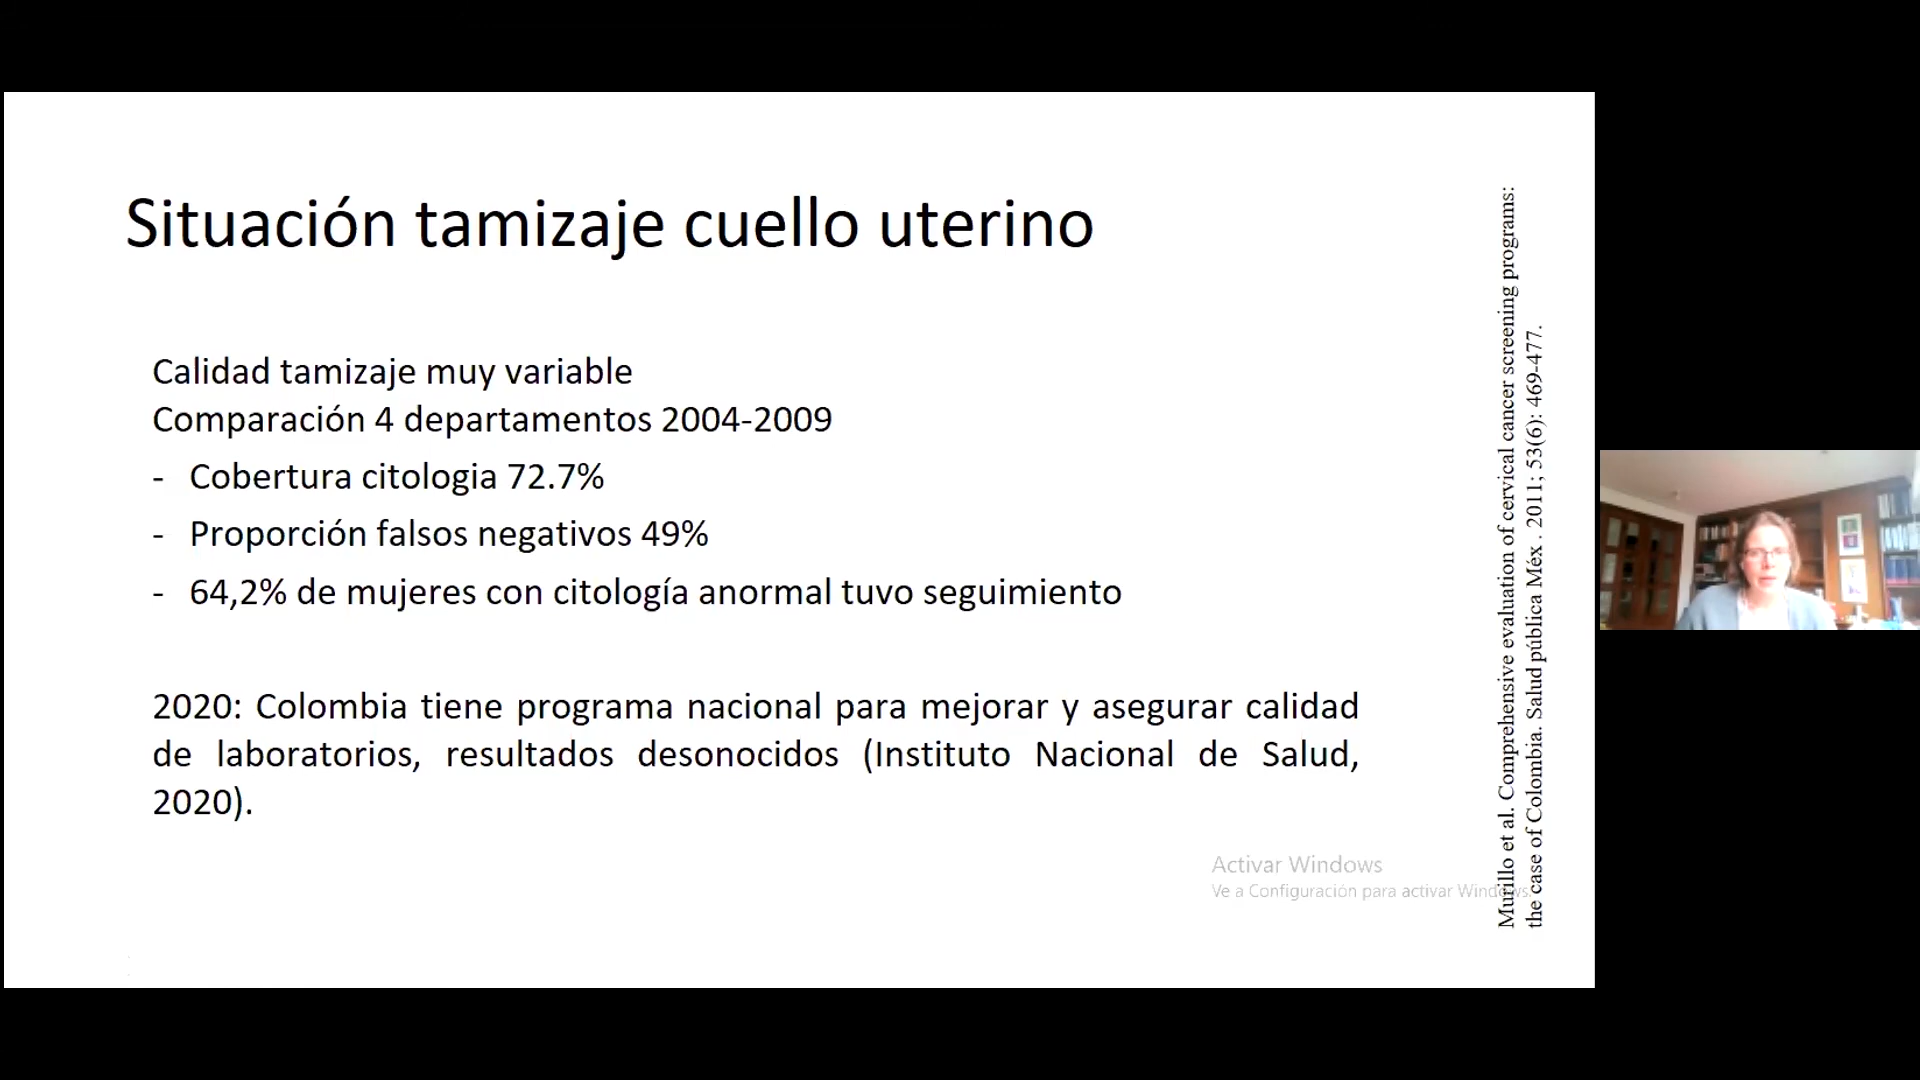 Situación tamizaje cuello uterino
Calidad tamizaje muy variable
Comparación 4 departamentos 2004-2009
- Cobertura citologia 72.7%
- Proporción falsos negativos 49%
- 64,2% de mujeres con citología anormal tuvo seguimiento
2020: Colombia tiene programa nacional para mejorar y asegurar calidad
de laboratorios, resultados desonocidos (Instituto Nacional de Salud,
2020).
Murillo et al. Comprehensive evaluation of cervical cancer screening programs:
the case of Colombia. Salud pública Méx . 2011; 53(6): 469-477.
Activar Windows
Ve a Configuración para activar Windows.